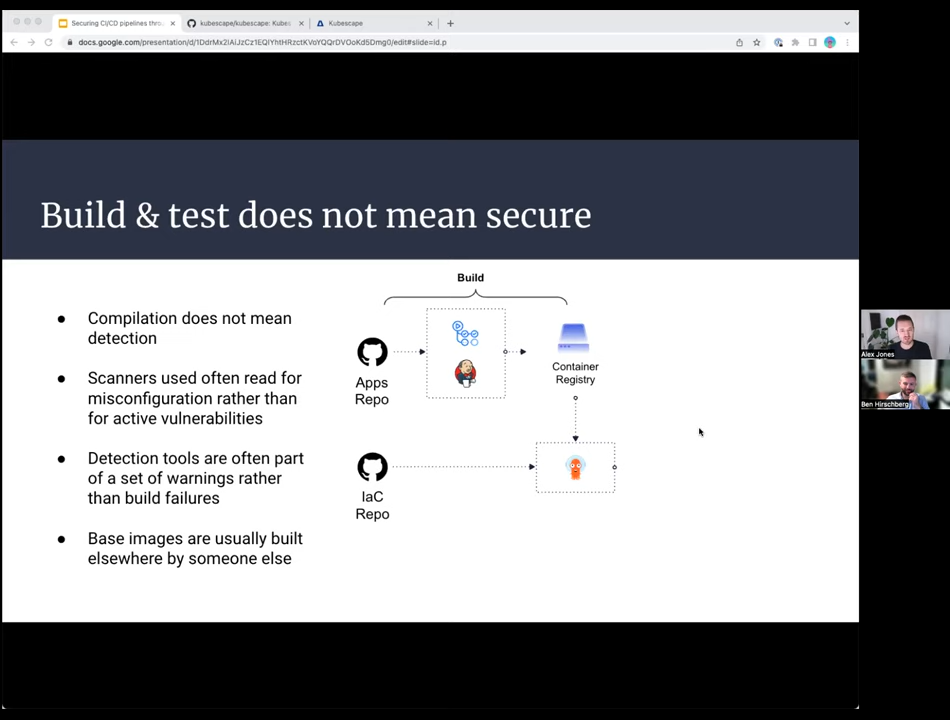 Securing CI/CD pipelines thro
kubescape/kubescape: Kubes
Kubescape
docs.google.com/presentation/d/1DdrMx2lAiJzCz1EQIYhtHRzctKVoYQQrDVOoKd5Dmg0/edit#slide=id.p
Build & test does not mean secure
Build
Compilation does not mean
detection
Scanners used often read for
misconfiguration rather than
for active vulnerabilities
Detection tools are often part
of a set of warnings rather
than build failures
Base images are usually built
elsewhere by someone else
Apps
Repo
Container
Registry
IaC
Repo
Alex Jones
Ben Hirschberg